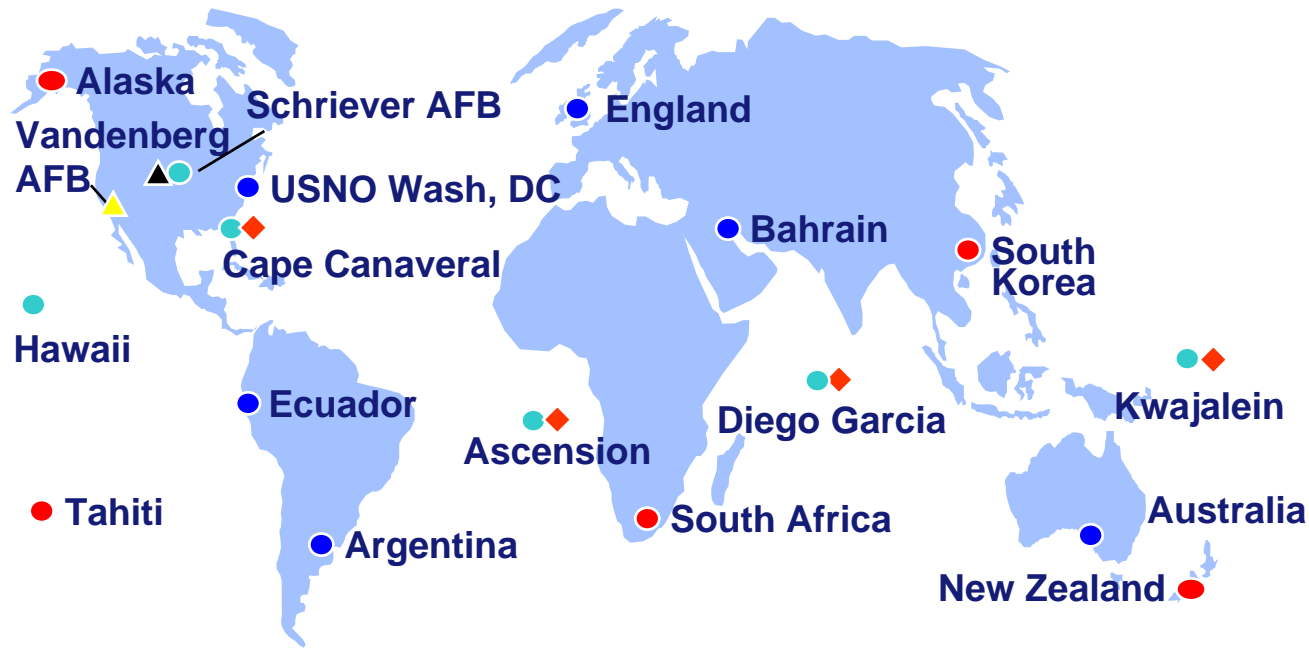 Alaska
Schriever AFB
Vandenberg
AFB
England
USNO Wash, DC
Bahrain
South
Korea
Cape Canaveral
Hawaii
Ecuador
Ascension
Diego Garcia
Kwajalein
Tahiti
South Africa
Australia
Argentina
New Zealand